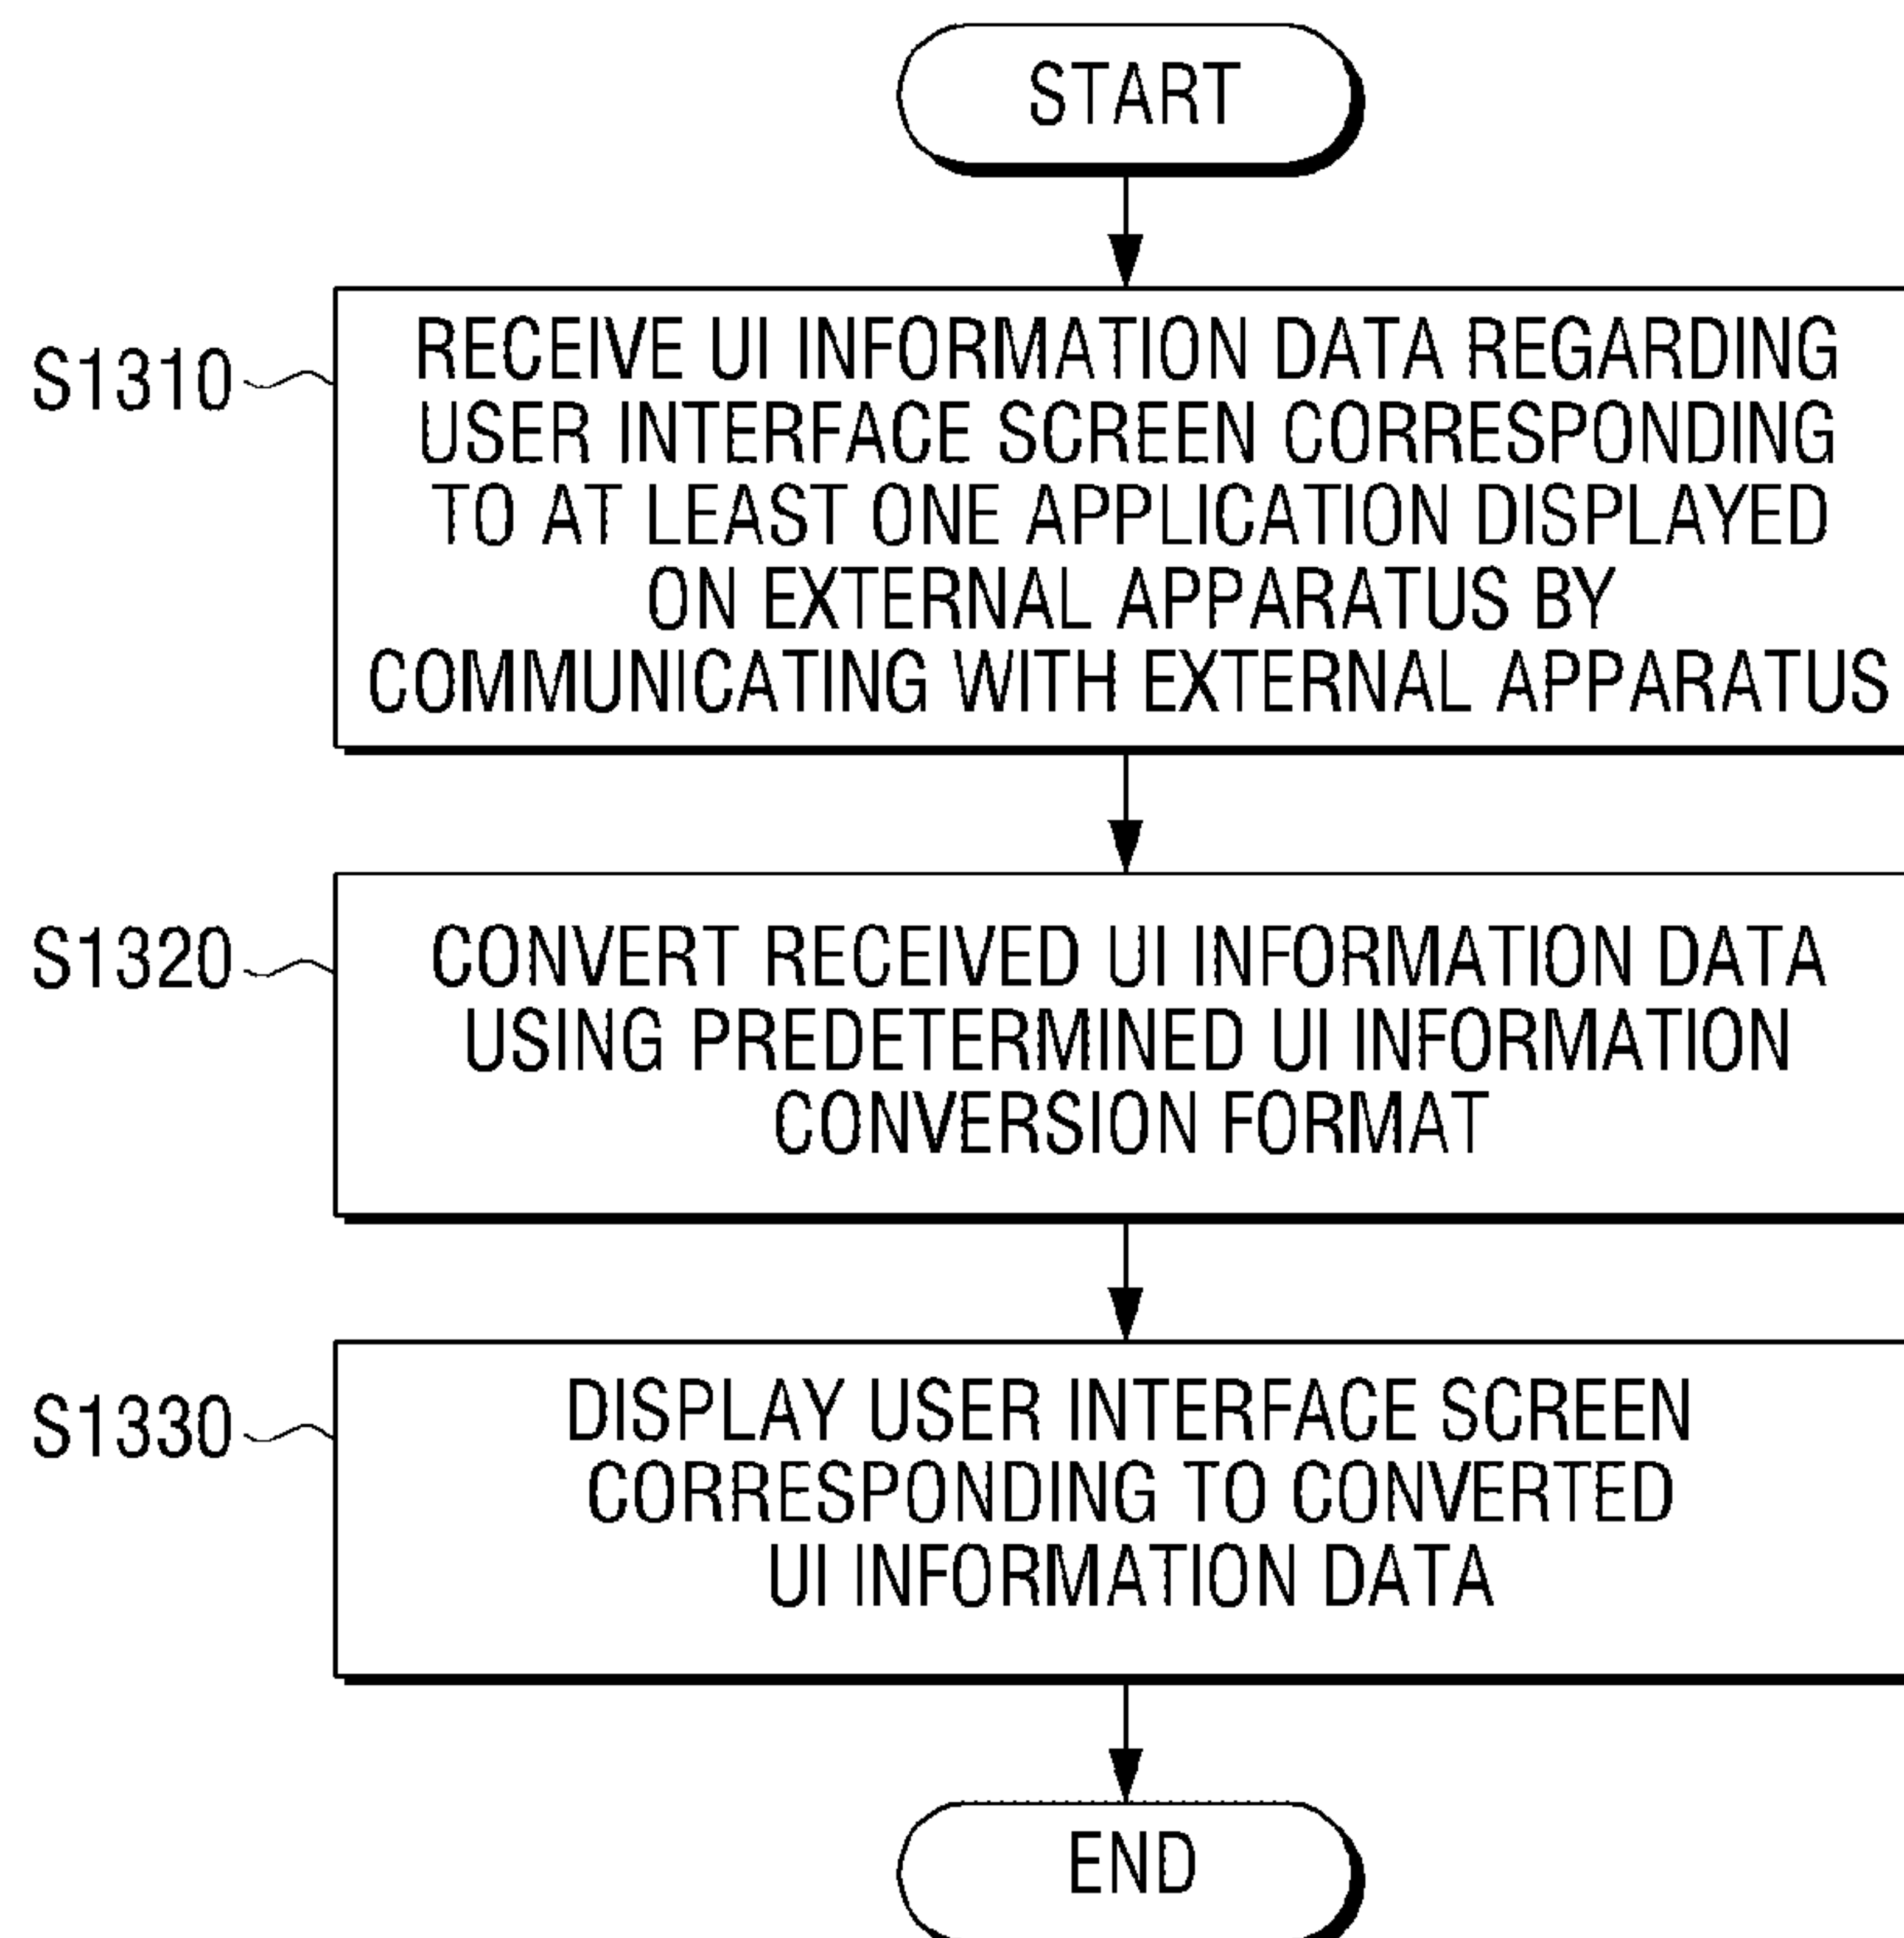 START
S1310
RECEIVE UI INFORMATION DATA REGARDING
USER INTERFACE SCREEN CORRESPONDING
TO AT LEAST ONE APPLICATION DISPLAYED
ON EXTERNAL APPARATUS BY
COMMUNICATING WITH EXTERNAL APPARATUS
S1320
CONVERT RECEIVED UI INFORMATION DATA
USING PREDETERMINED UI INFORMATION
CONVERSION FORMAT
S1330
DISPLAY USER INTERFACE SCREEN
CORRESPONDING TO CONVERTED
UI INFORMATION DATA
END